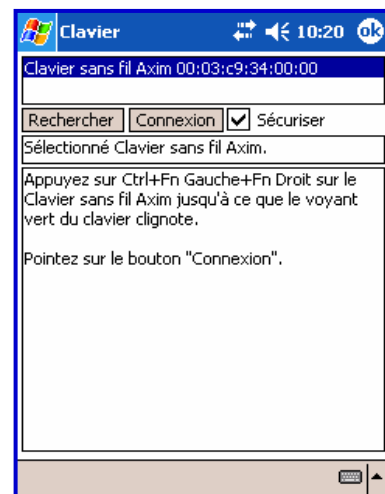 Clavier 10:20 ok
Clavier sans fil Axim 00:03:c9:34:00:00
Rechercher Connexion Sécuriser
Sélectionné Clavier sans fil Axim.
Appuyez sur Ctrl+Fn Gauche+Fn Droit sur le
Clavier sans fil Axim jusqu'à ce que le voyant
vert du clavier clignote.
Pointez sur le bouton "Connexion".